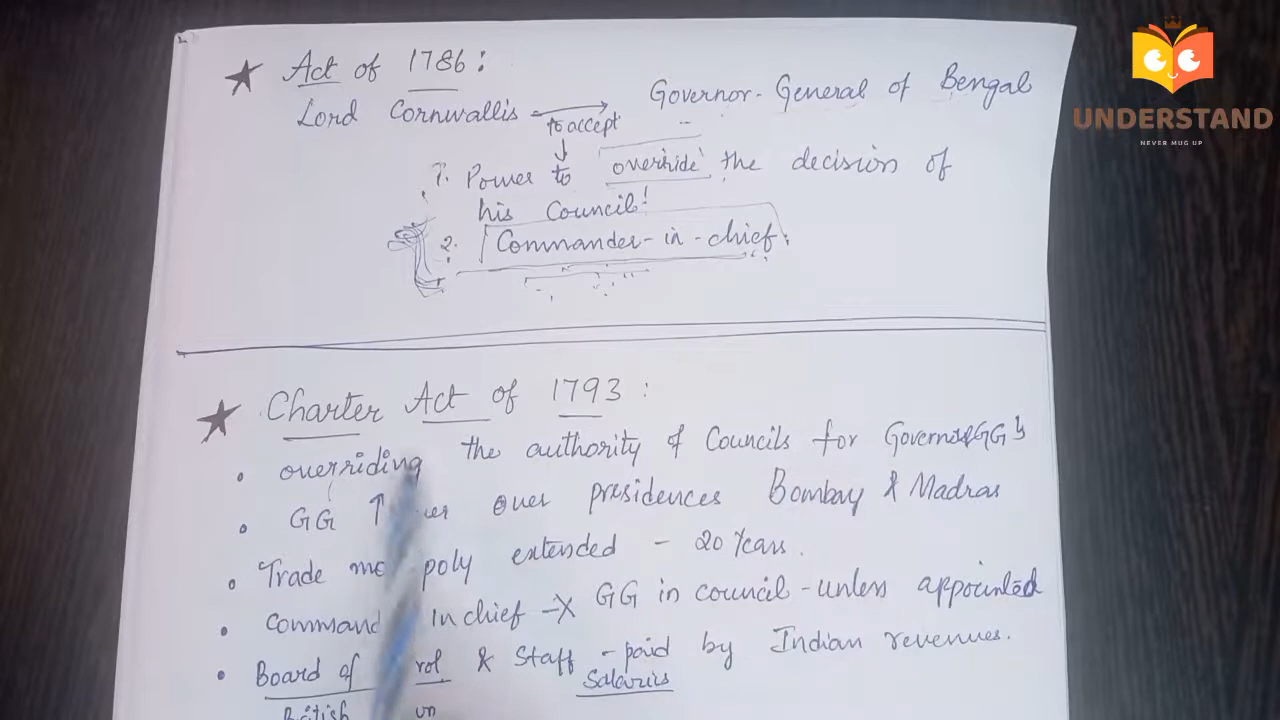 ★ Act of 1786:
Lord Cornwallis → Governor-General of Bengal
to accept
↓
1. Power to override the decision of
his Council!
2. Commander-in-chief:
★ Charter Act of 1793:
• overriding the authority of Councils for
• GG ↑ over presidences Bombay & Madras
• Trade extended - 20 Years.
• in chief -X GG in council - unless appointed
• Board of & Staff - paid by Indian revenues.
Salaries
British
UNDERSTAND
NEVER MUG UP